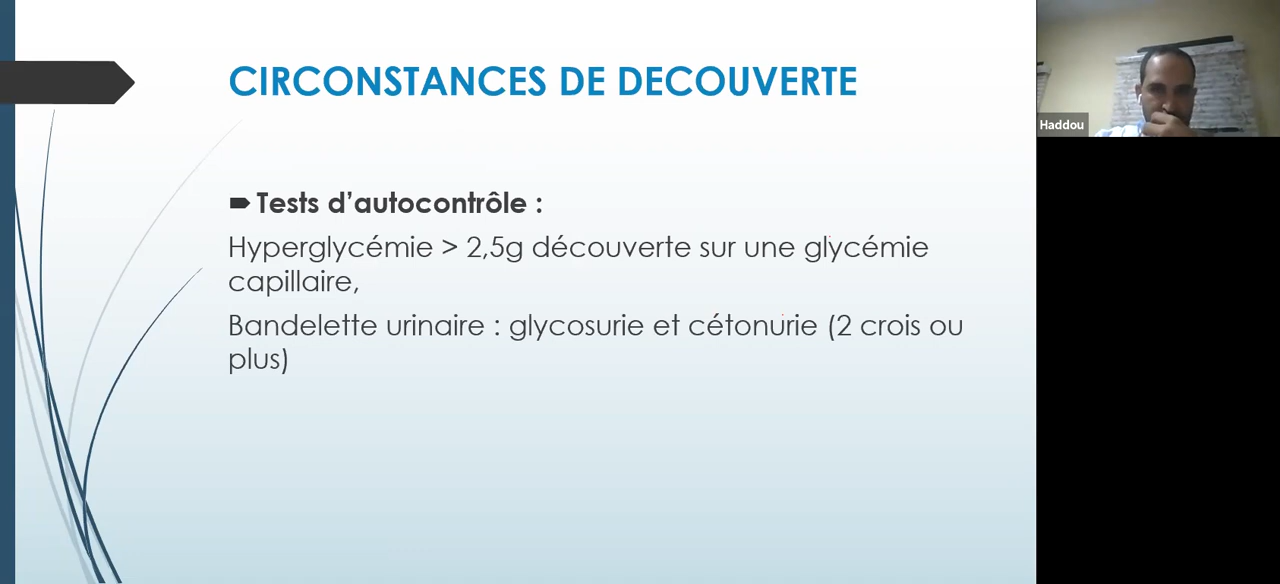 CIRCONSTANCES DE DECOUVERTE
Tests d’autocontrôle :
Hyperglycémie > 2,5g découverte sur une glycémie
capillaire,
Bandelette urinaire : glycosurie et cétonurie (2 crois ou
plus)
Haddou